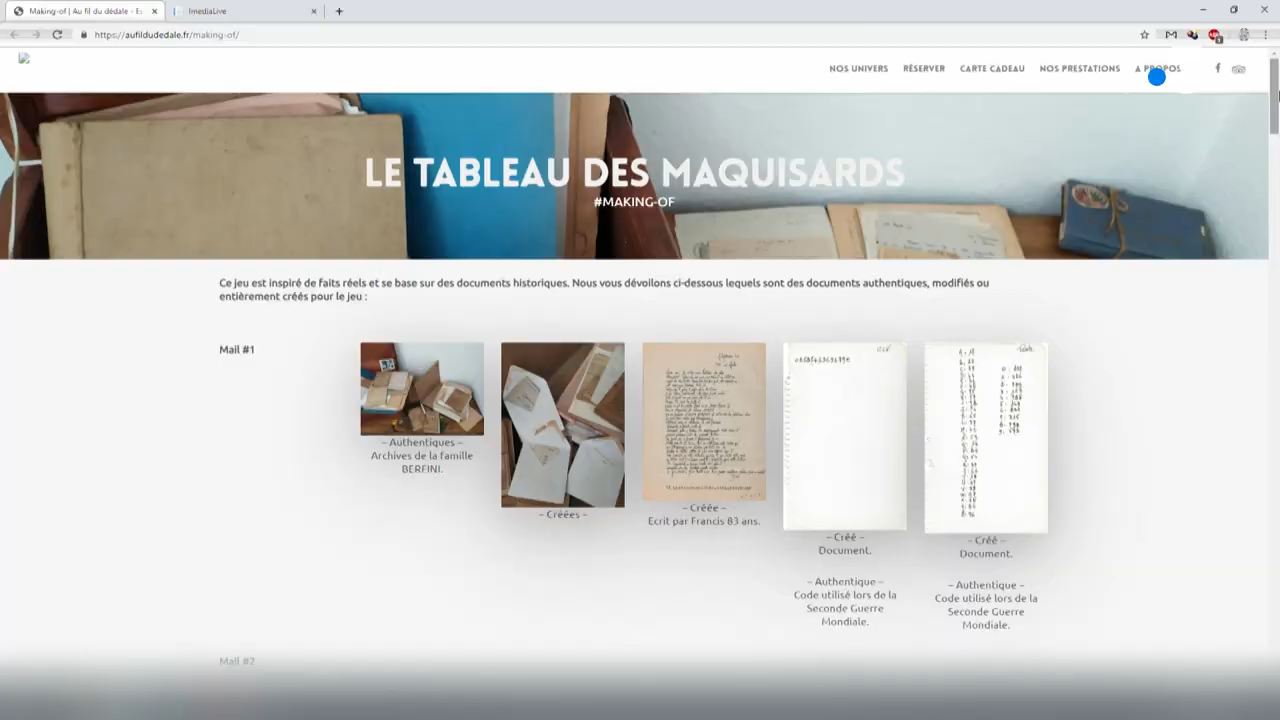 Making-of | Au fil du dédale - Es
ImediaLive
https://aufildudedale.fr/making-of/
NOS UNIVERS RÉSERVER CARTE CADEAU NOS PRESTATIONS A PROPOS
LE TABLEAU DES MAQUISARDS
#MAKING-OF
Ce jeu est inspiré de faits réels et se base sur des documents historiques. Nous vous dévoilons ci-dessous lequels sont des documents authentiques, modifiés ou
entièrement créés pour le jeu :
Mail #1
– Authentiques –
Archives de la famille
BERFINI.
– Créées –
– Créée –
Ecrit par Francis 83 ans.
– Créé –
Document.
– Authentique –
Code utilisé lors de la
Seconde Guerre
Mondiale.
– Créé –
Document.
– Authentique –
Code utilisé lors de la
Seconde Guerre
Mondiale.
Mail #2